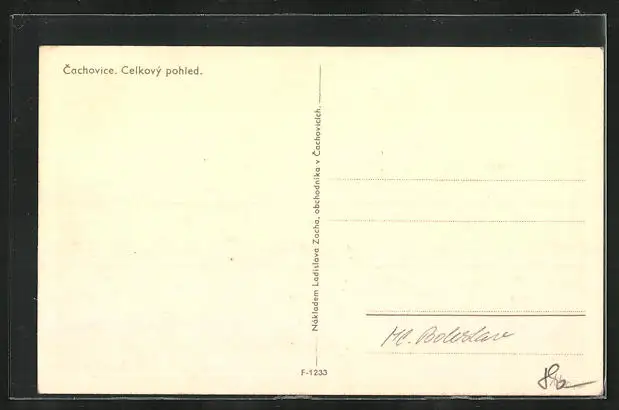 Čachovice. Celkový pohled.
Nákladem Ladislava Zacha, obchodníka v Čachovicích.
F-1233
Ml. Boleslav